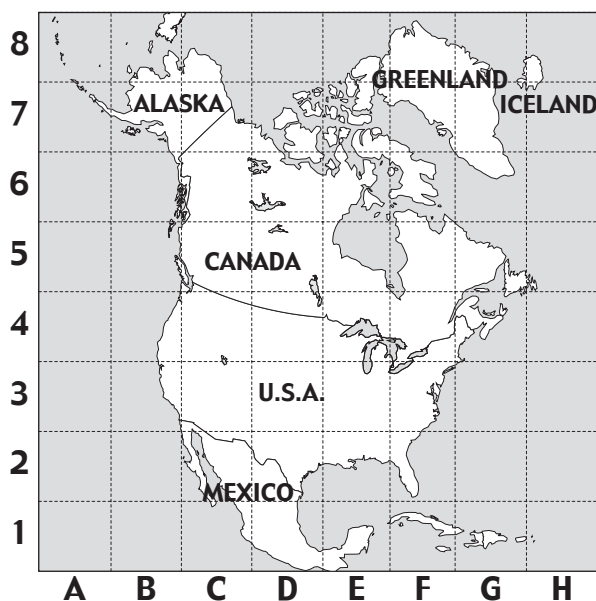 8
GREENLAND
7
ALASKA
ICELAND
6
5
CANADA
4
3
U.S.A.
2
MEXICO
1
A B C D E F G H